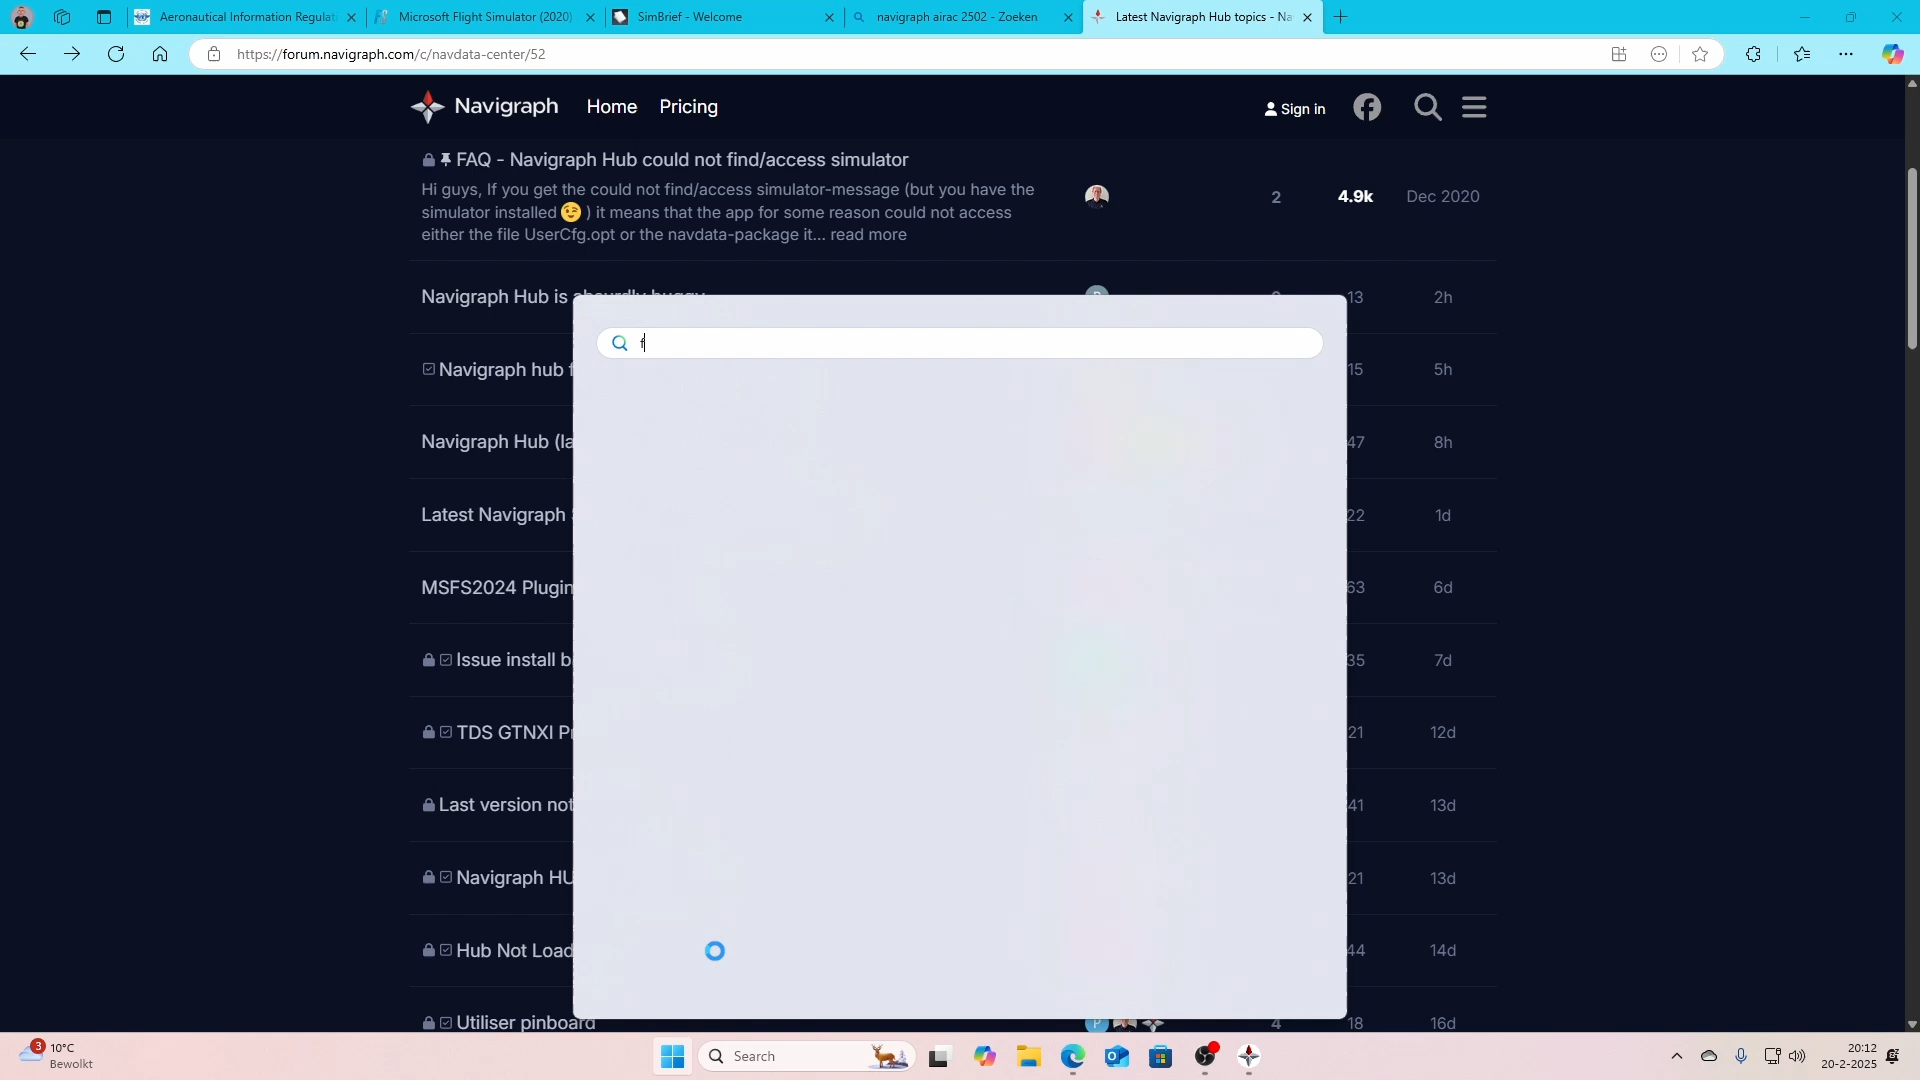 Aeronautical Information Regulat
Microsoft Flight Simulator (2020)
SimBrief - Welcome
navigraph airac 2502 - Zoeken
Latest Navigraph Hub topics - Na
https://forum.navigraph.com/c/navdata-center/52
Navigraph
Home
Pricing
Sign in
FAQ - Navigraph Hub could not find/access simulator
Hi guys, If you get the could not find/access simulator-message (but you have the
simulator installed 😉 ) it means that the app for some reason could not access
either the file UserCfg.opt or the navdata-package it... read more
2
4.9k
Dec 2020
Navigraph Hub is absurdly buggy
13
2h
f
Navigraph hub f
15
5h
Navigraph Hub (la
47
8h
Latest Navigraph
22
1d
MSFS2024 Plugin
63
6d
Issue install b
35
7d
TDS GTNXI P
21
12d
Last version not
41
13d
Navigraph HU
21
13d
Hub Not Load
44
14d
Utiliser pinboard
P
4
18
16d
3
10°C
Bewolkt
Search
20:12
20-2-2025